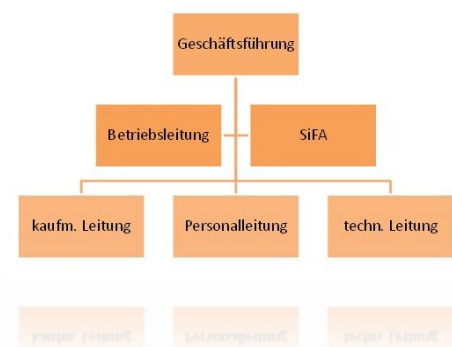 Geschäftsführung
Betriebsleitung
SiFA
kaufm. Leitung
Personalleitung
techn. Leitung